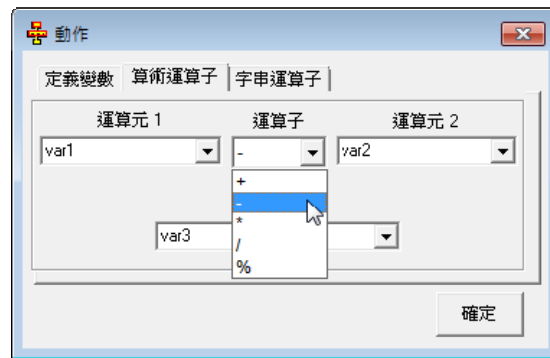 動作
定義變數 算術運算子 字串運算子
運算元 1 運算子 運算元 2
var1 - var2
+
-
*
var3
/
%
確定